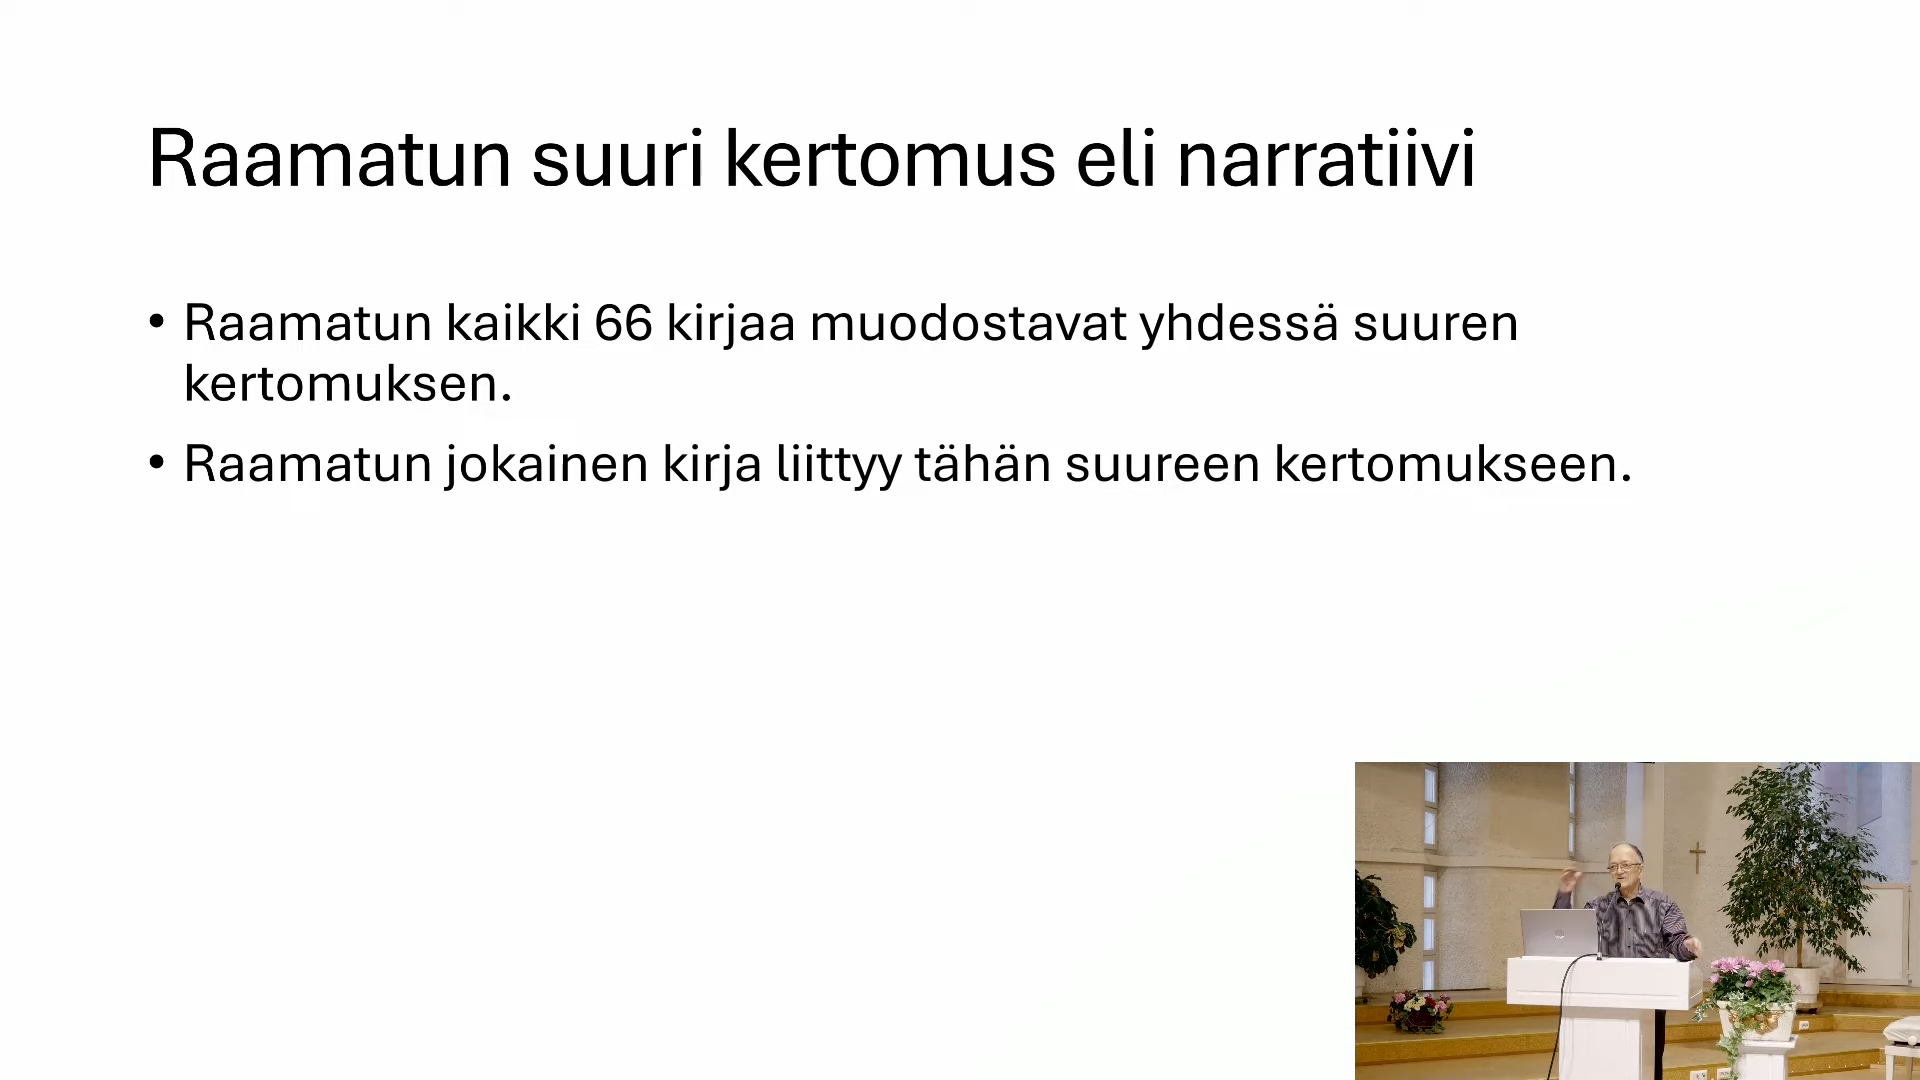 Raamatun suuri kertomus eli narratiivi
• Raamatun kaikki 66 kirjaa muodostavat yhdessä suuren
kertomuksen.
• Raamatun jokainen kirja liittyy tähän suureen kertomukseen.